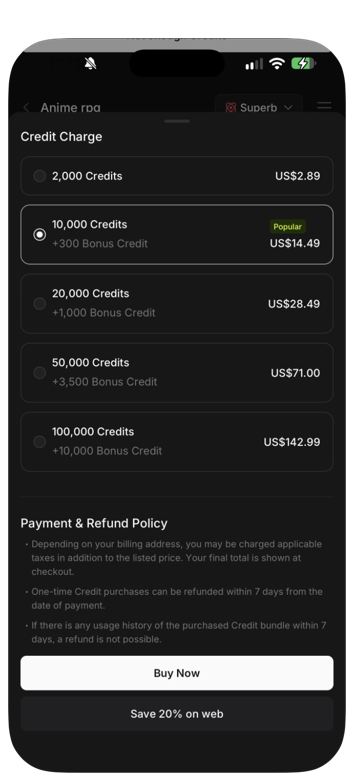 Anime rpg
Superb
Credit Charge
2,000 Credits
US$2.89
10,000 Credits
+300 Bonus Credit
Popular
US$14.49
20,000 Credits
+1,000 Bonus Credit
US$28.49
50,000 Credits
+3,500 Bonus Credit
US$71.00
100,000 Credits
+10,000 Bonus Credit
US$142.99
Payment & Refund Policy
• Depending on your billing address, you may be charged applicable
taxes in addition to the listed price. Your final total is shown at
checkout.
• One-time Credit purchases can be refunded within 7 days from the
date of payment.
• If there is any usage history of the purchased Credit bundle within 7
days, a refund is not possible.
Buy Now
Save 20% on web